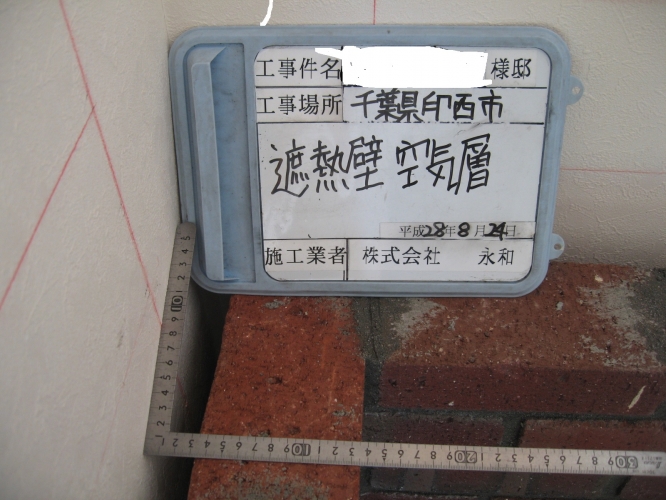 工事件名 様邸
工事場所 千葉県印西市
遮熱壁 空気層
平成28年8月24日
施工業者 株式会社 永和